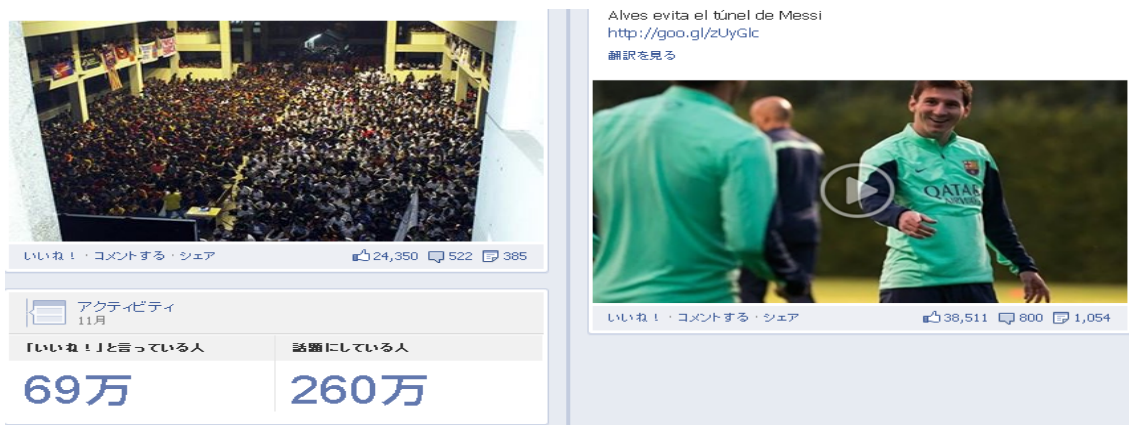 いいね！ · コメントする · シェア 24,350 522 385
アクティビティ
11月
「いいね！」と言っている人 話題にしている人
69万 260万
Alves evita el túnel de Messi
http://goo.gl/zUyGlc
翻訳を見る
QATAR
AIRWAYS
いいね！ · コメントする · シェア 38,511 800 1,054